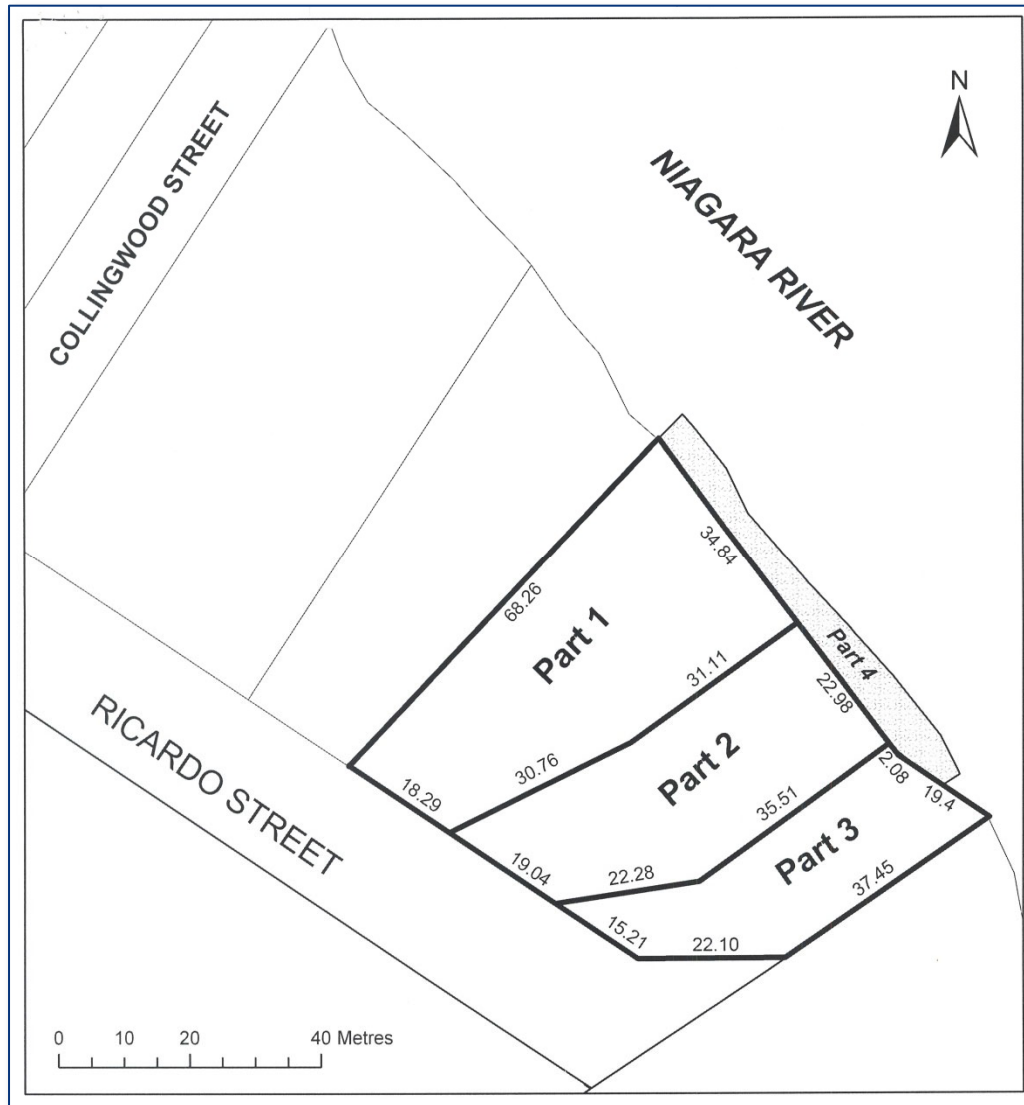 N
COLLINGWOOD STREET
NIAGARA RIVER
34.84
68.26
Part 1
31.11
Part 4
22.98
30.76
Part 2
2.08
18.29
35.51
19.4
RICARDO STREET
Part 3
19.04
22.28
37.45
15.21
22.10
0 10 20 40 Metres